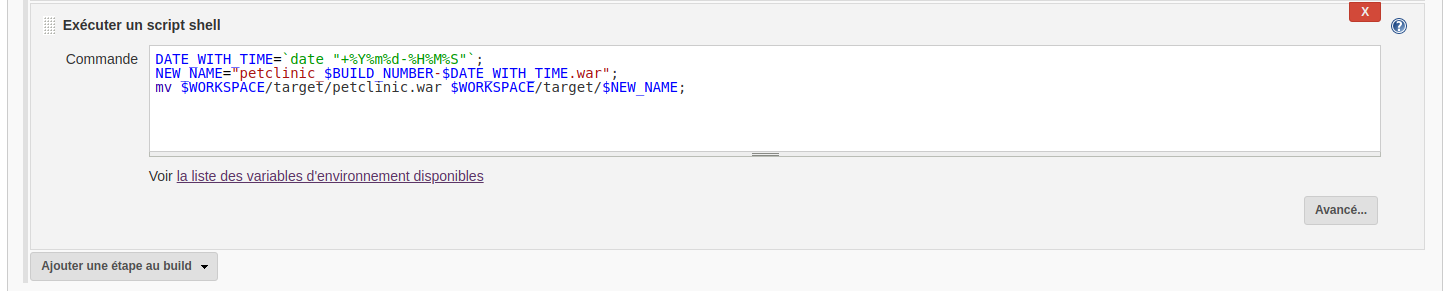 X
Exécuter un script shell
?
Commande
DATE_WITH_TIME=`date "+%Y%m%d-%H%M%S"`;
NEW_NAME="petclinic_$BUILD_NUMBER-$DATE_WITH_TIME.war";
mv $WORKSPACE/target/petclinic.war $WORKSPACE/target/$NEW_NAME;
Voir la liste des variables d'environnement disponibles
Avancé...
Ajouter une étape au build